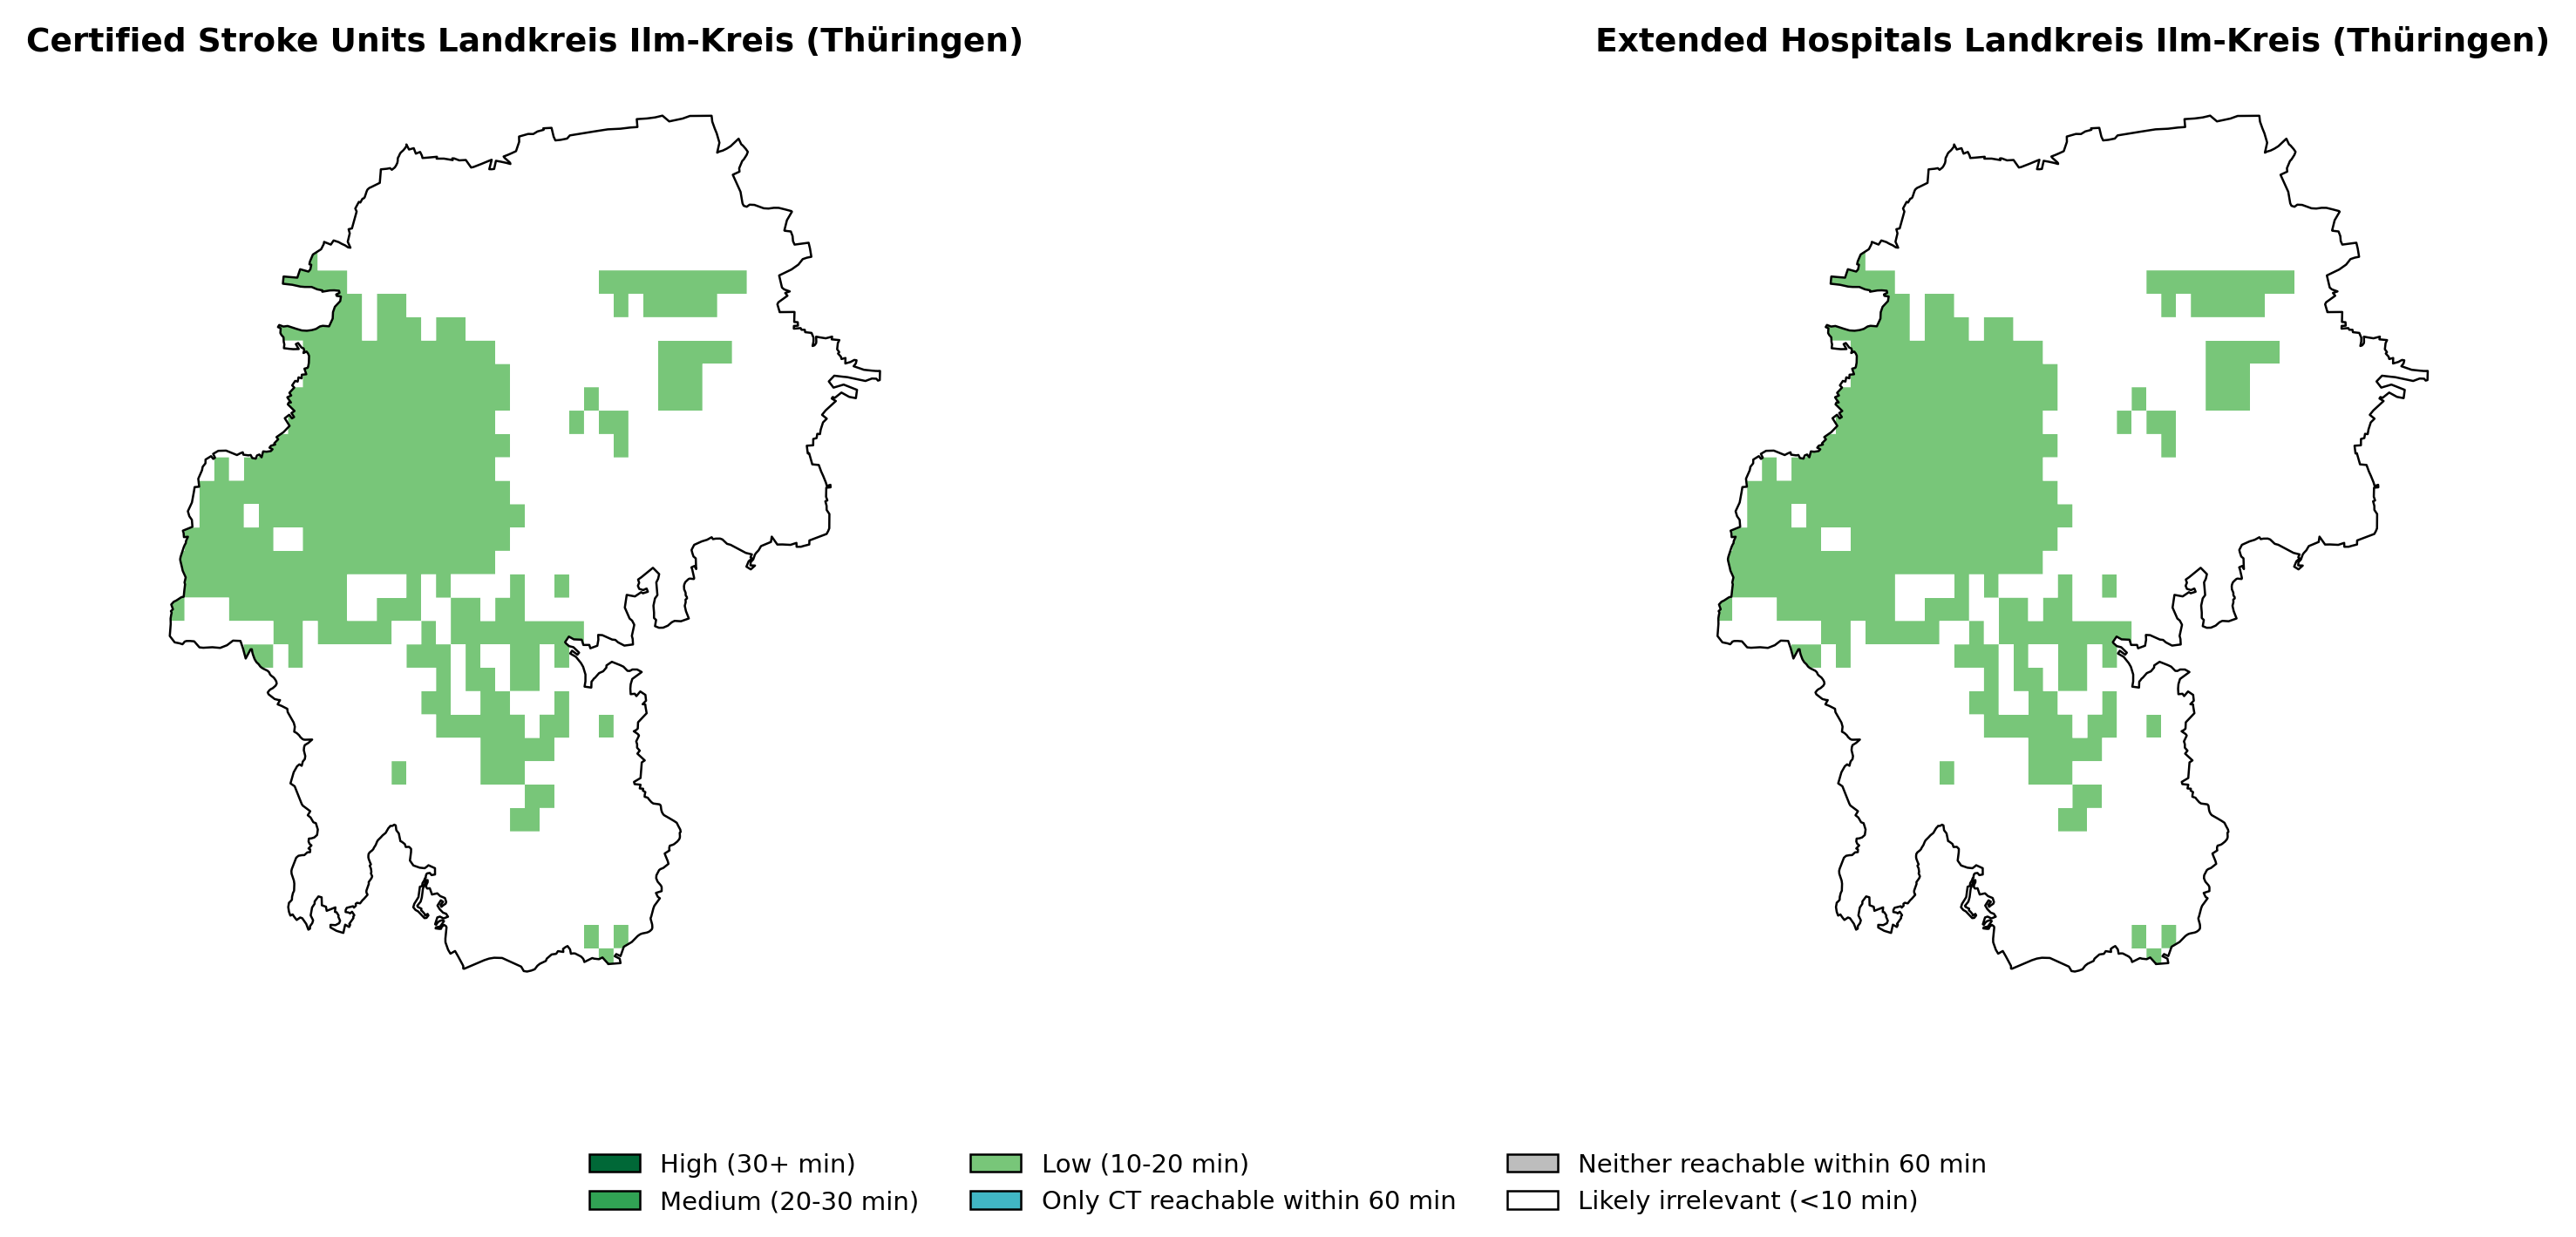 Certified Stroke Units Landkreis Ilm-Kreis (Thüringen)
Extended Hospitals Landkreis Ilm-Kreis (Thüringen)
High (30+ min)
Medium (20-30 min)
Low (10-20 min)
Only CT reachable within 60 min
Neither reachable within 60 min
Likely irrelevant (<10 min)